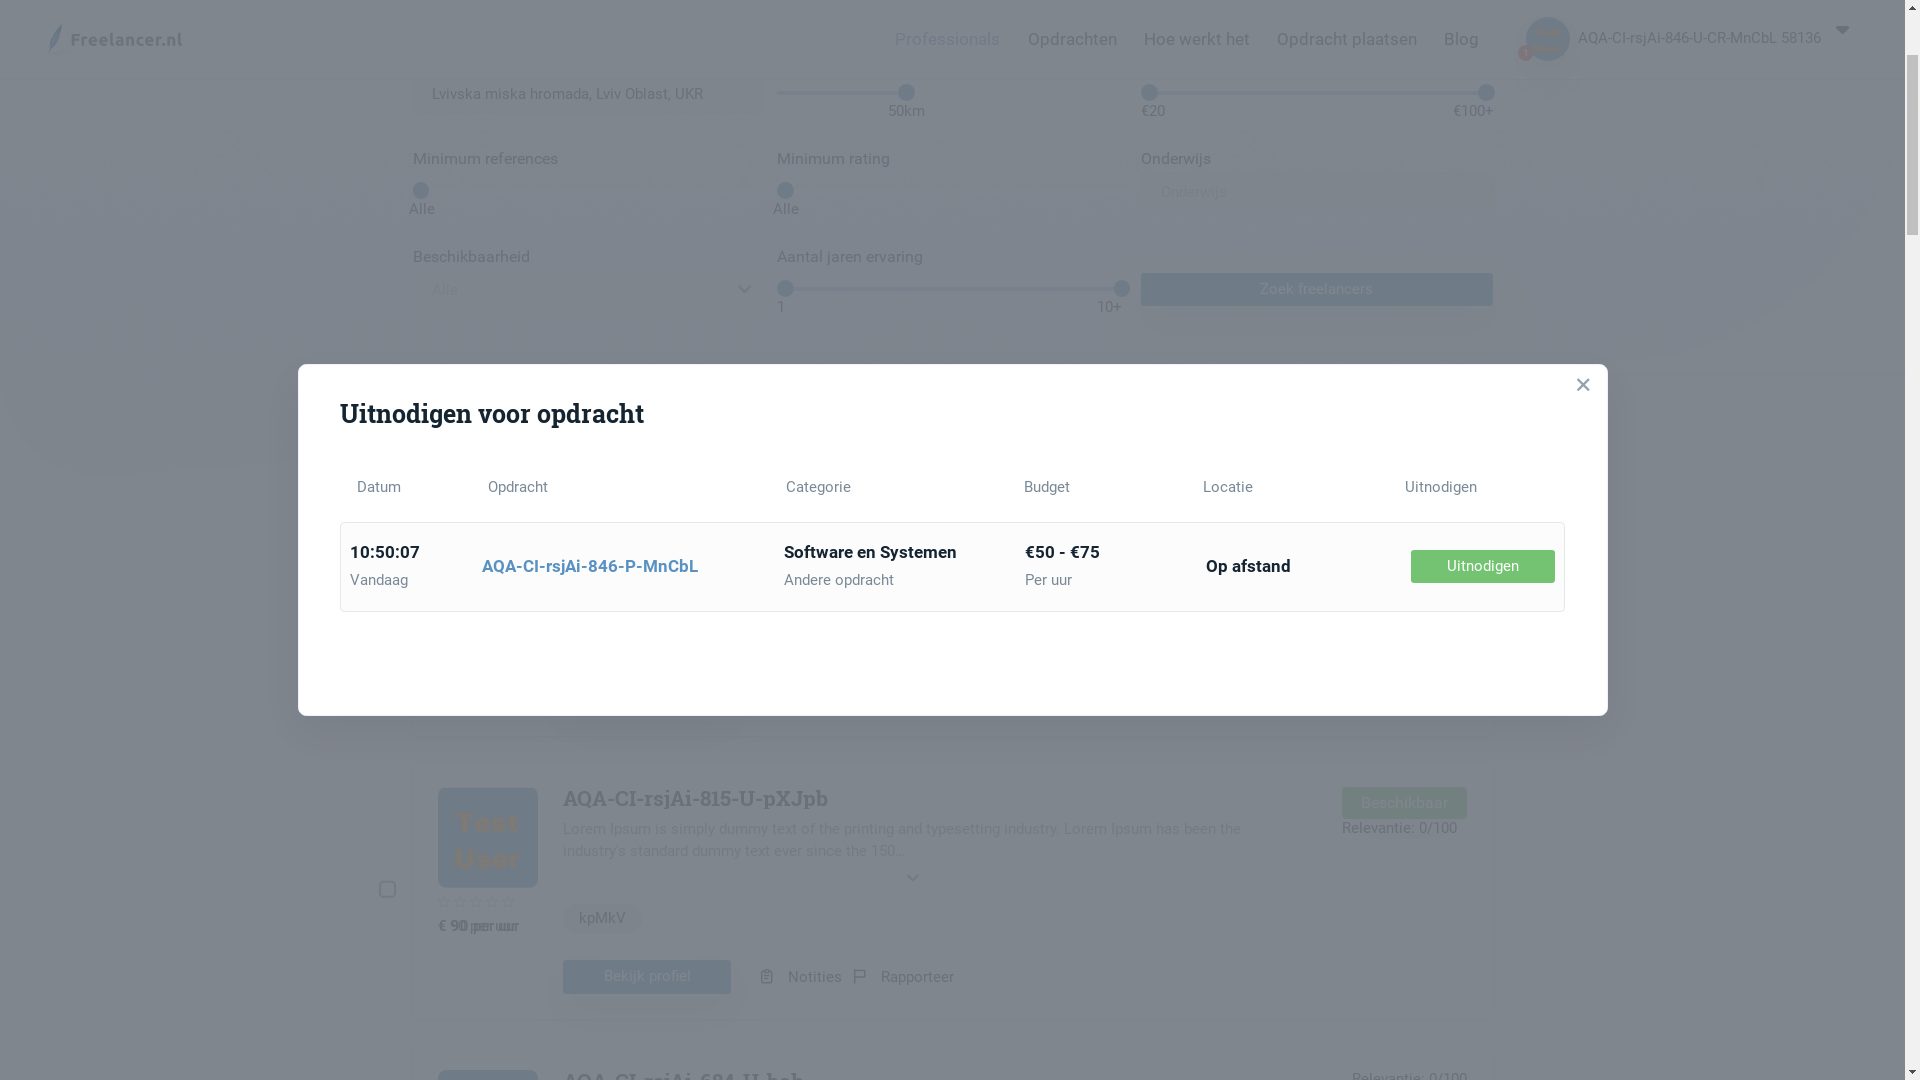 Freelancer.nl
Professionals
Opdrachten
Hoe werkt het
Opdracht plaatsen
Blog
AQA-CI-rsjAi-846-U-CR-MnCbL 58136
Lvivska miska hromada, Lviv Oblast, UKR
50km
€20
€100+
Minimum references
Minimum rating
Onderwijs
Onderwijs
Alle
Alle
Beschikbaarheid
Aantal jaren ervaring
Alle
Zoek freelancers
1
10+
Uitnodigen voor opdracht
Datum
Opdracht
Categorie
Budget
Locatie
Uitnodigen
10:50:07
Vandaag
AQA-CI-rsjAi-846-P-MnCbL
Software en Systemen
Andere opdracht
€50 - €75
Per uur
Op afstand
Uitnodigen
Test
User
AQA-CI-rsjAi-815-U-pXJpb
Beschikbaar
Lorem Ipsum is simply dummy text of the printing and typesetting industry. Lorem Ipsum has been the
industry's standard dummy text ever since the 150...
Relevantie: 0/100
€ 90 per uur
kpMkV
Bekijk profiel
Notities
Rapporteer
Relevantie: 0/100